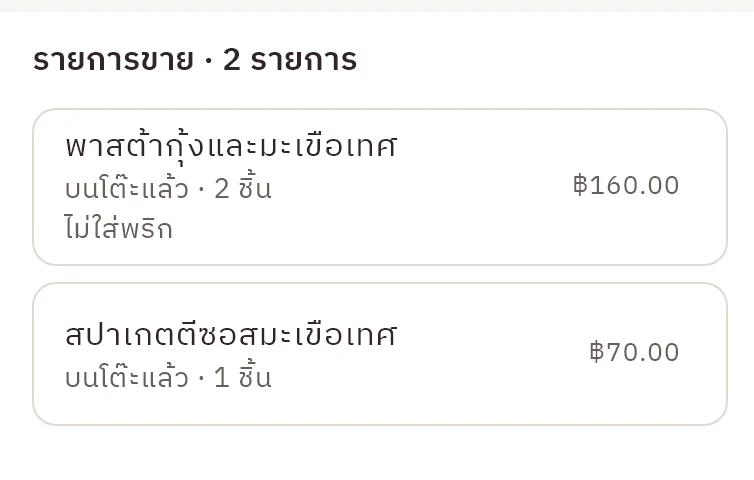 รายการขาย · 2 รายการ
พาสต้ากุ้งและมะเขือเทศ
บนโต๊ะแล้ว · 2 ชิ้น
฿160.00
ไม่ใส่พริก
สปาเกตตีซอสมะเขือเทศ
บนโต๊ะแล้ว · 1 ชิ้น
฿70.00